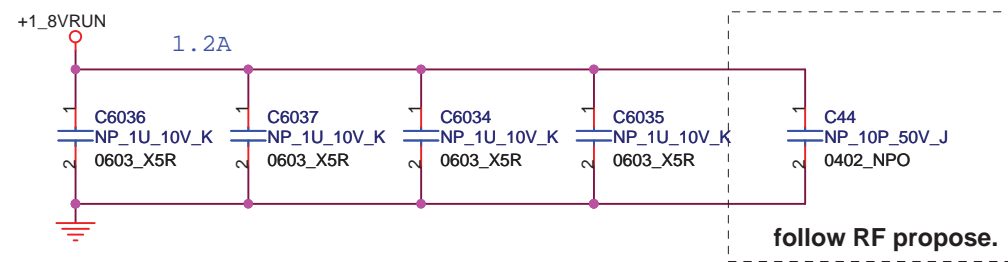 +1_8VRUN
1.2A
1
C6036
NP_1U_10V_K
2
0603_X5R
1
C6037
NP_1U_10V_K
2
0603_X5R
1
C6034
NP_1U_10V_K
2
0603_X5R
1
C6035
NP_1U_10V_K
2
0603_X5R
1
C44
NP_10P_50V_J
2
0402_NPO
follow RF propose.